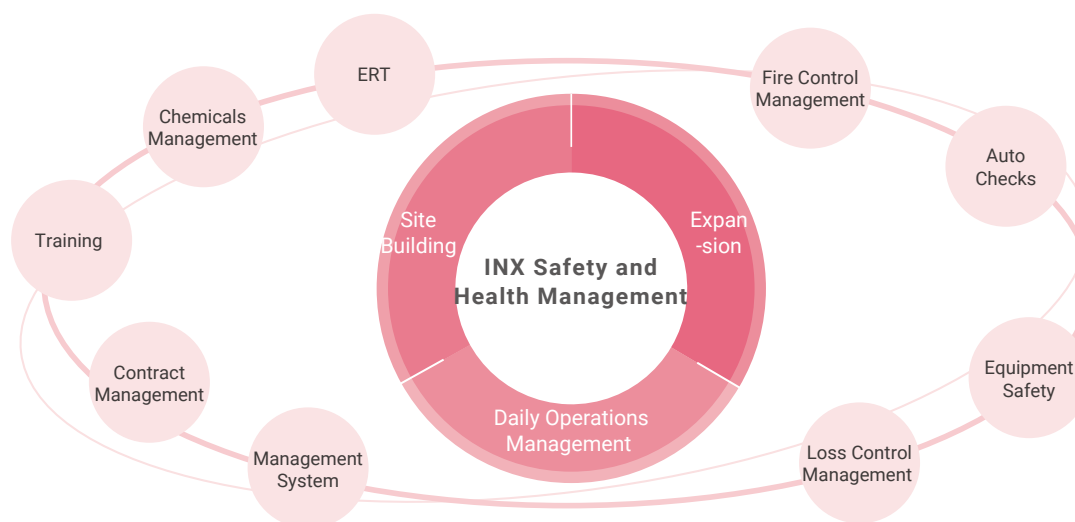 ERT
Fire Control
Management
Chemicals
Management
Auto
Checks
Training
Site
Building
Expan
-sion
INX Safety and
Health Management
Contract
Management
Equipment
Safety
Daily Operations
Management
Management
System
Loss Control
Management